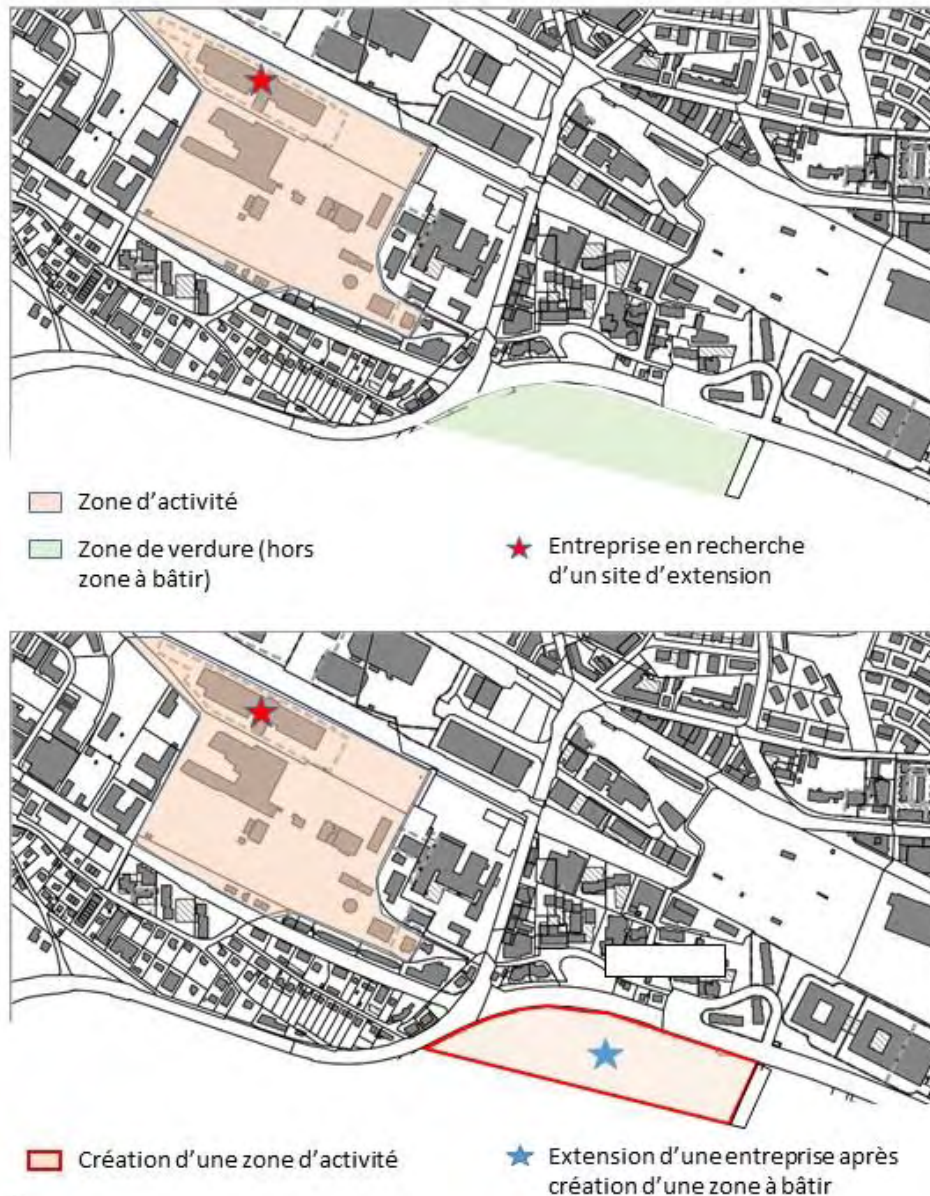 Zone d'activité
Zone de verdure (hors
zone à bâtir)
Entreprise en recherche
d'un site d'extension
Création d'une zone d'activité
Extension d'une entreprise après
création d'une zone à bâtir